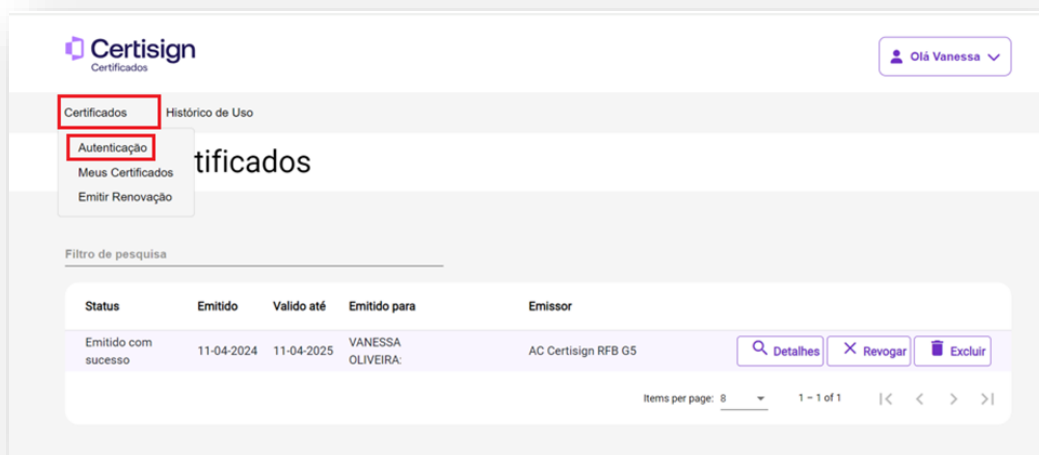 Certisign
Certificados
Olá Vanessa
Certificados Histórico de Uso
Autenticação
tificados
Meus Certificados
Emitir Renovação
Filtro de pesquisa
Status Emitido Valido até Emitido para Emissor
Emitido com sucesso 11-04-2024 11-04-2025 VANESSA OLIVEIRA: AC Certisign RFB G5 Detalhes Revogar Excluir
Items per page: 8 1 – 1 of 1